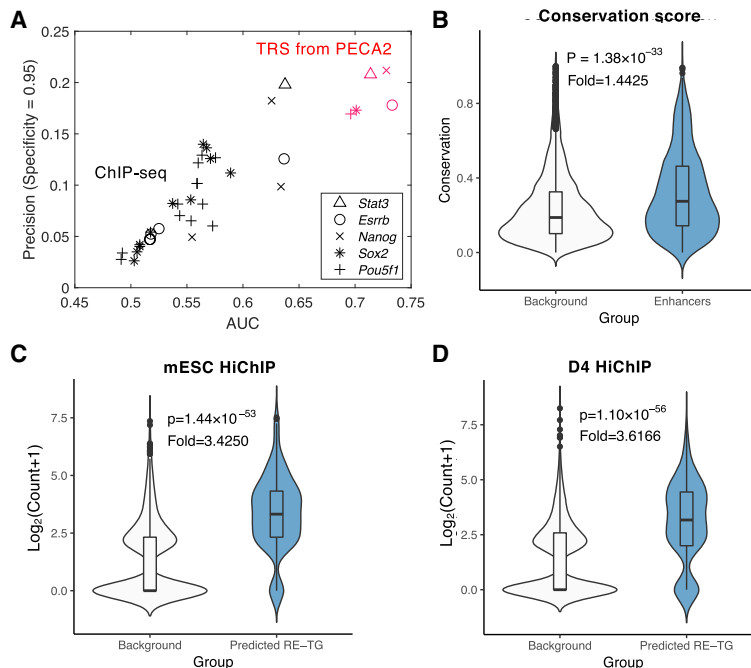 A
TRS from PECA2
ChIP-seq
Precision (Specificity = 0.95)
0.25
0.2
0.15
0.1
0.05
0
0.45
0.5
0.55
0.6
0.65
0.7
0.75
AUC
Stat3
Esrrb
Nanog
Sox2
Pou5f1
B
Conservation score
P = 1.38×10⁻³³
Fold=1.4425
Conservation
0.8
0.4
0.0
Background
Enhancers
Group
C
mESC HiChIP
p=1.44×10⁻⁵³
Fold=3.4250
Log₂(Count+1)
7.5
5.0
2.5
0.0
Background
Predicted RE−TG
Group
D
D4 HiChIP
p=1.10×10⁻⁵⁶
Fold=3.6166
Log₂(Count+1)
7.5
5.0
2.5
0.0
Background
Predicted RE−TG
Group